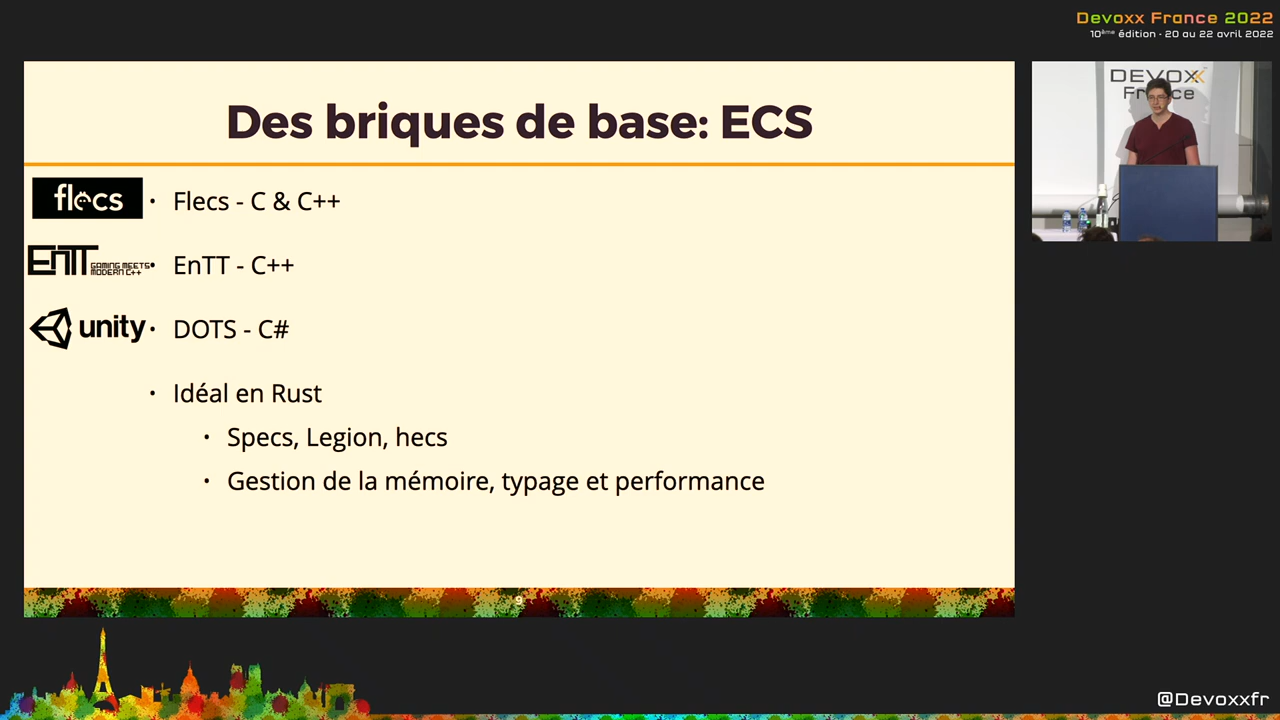 Devoxx France 2022
10ème édition - 20 au 22 avril 2022
DEVOXX
France
Des briques de base: ECS
flecs
• Flecs - C & C++
EnTT GAMING MEETS
MODERN C++
• EnTT - C++
unity
• DOTS - C#
• Idéal en Rust
• Specs, Legion, hecs
• Gestion de la mémoire, typage et performance
9
@Devoxxfr